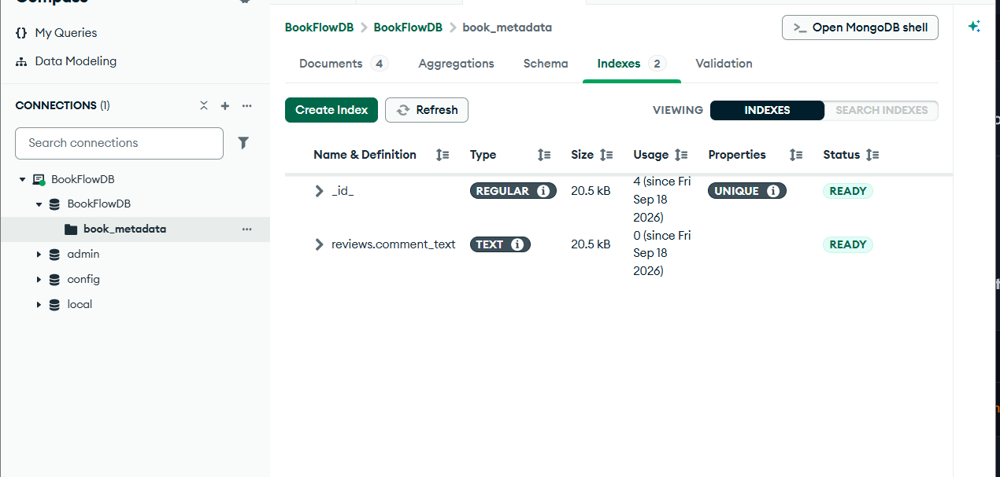 Compass
My Queries
Data Modeling
CONNECTIONS (1)
Search connections
BookFlowDB
BookFlowDB
book_metadata
admin
config
local
BookFlowDB > BookFlowDB > book_metadata
>_ Open MongoDB shell
Documents 4 Aggregations Schema Indexes 2 Validation
Create Index Refresh VIEWING INDEXES SEARCH INDEXES
Name & Definition Type Size Usage Properties Status
_id_ REGULAR 20.5 kB 4 (since Fri Sep 18 2026) UNIQUE READY
reviews.comment_text TEXT 20.5 kB 0 (since Fri Sep 18 2026) READY